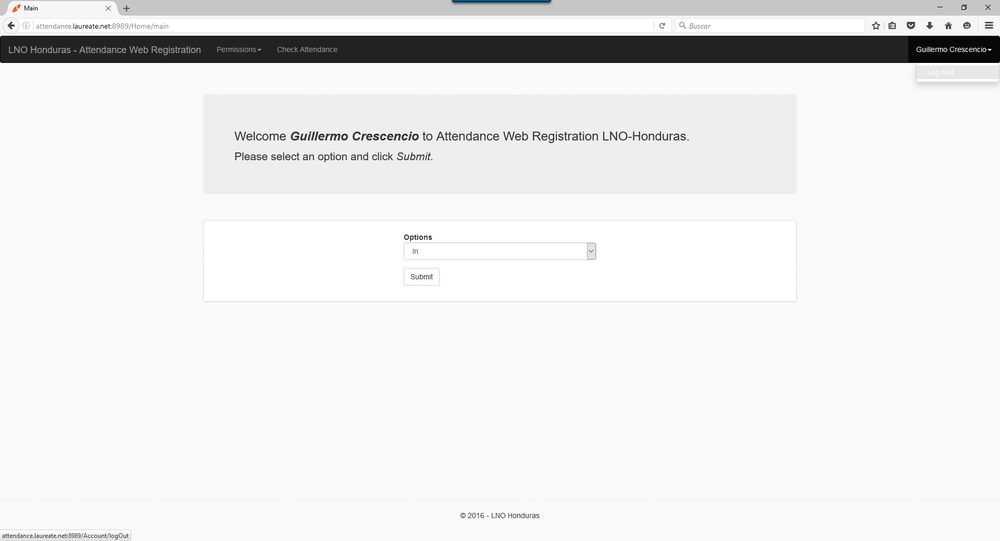 Main
attendance.laureate.net:8989/Home/main
Buscar
LNO Honduras - Attendance Web Registration
Permissions
Check Attendance
Guillermo Crescencio
Log Out
Welcome Guillermo Crescencio to Attendance Web Registration LNO-Honduras.
Please select an option and click Submit.
Options
In
Submit
© 2016 - LNO Honduras
attendance.laureate.net:8989/Account/logOut